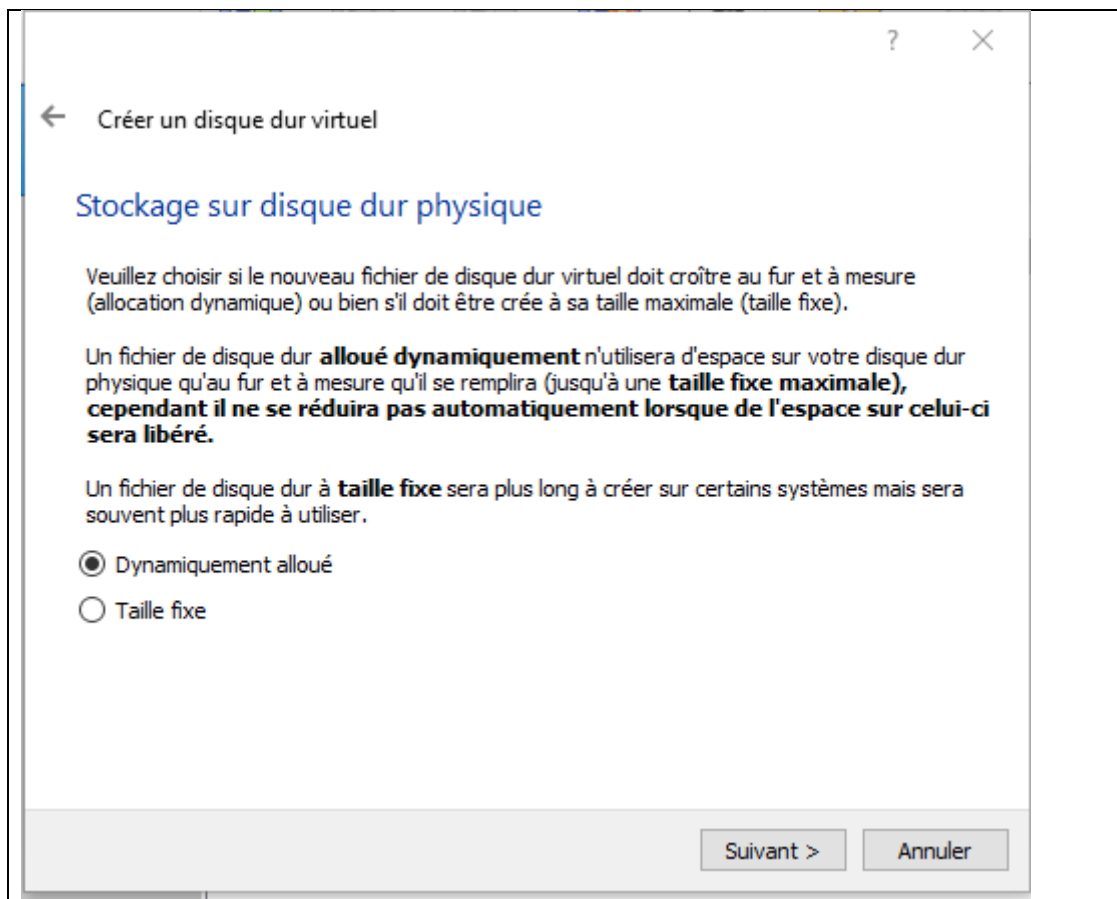 ?
Créer un disque dur virtuel
Stockage sur disque dur physique
Veuillez choisir si le nouveau fichier de disque dur virtuel doit croître au fur et à mesure
(allocation dynamique) ou bien s'il doit être crée à sa taille maximale (taille fixe).
Un fichier de disque dur alloué dynamiquement n'utilisera d'espace sur votre disque dur
physique qu'au fur et à mesure qu'il se remplira (jusqu'à une taille fixe maximale),
cependant il ne se réduira pas automatiquement lorsque de l'espace sur celui-ci
sera libéré.
Un fichier de disque dur à taille fixe sera plus long à créer sur certains systèmes mais sera
souvent plus rapide à utiliser.
Dynamiquement alloué
Taille fixe
Suivant > Annuler